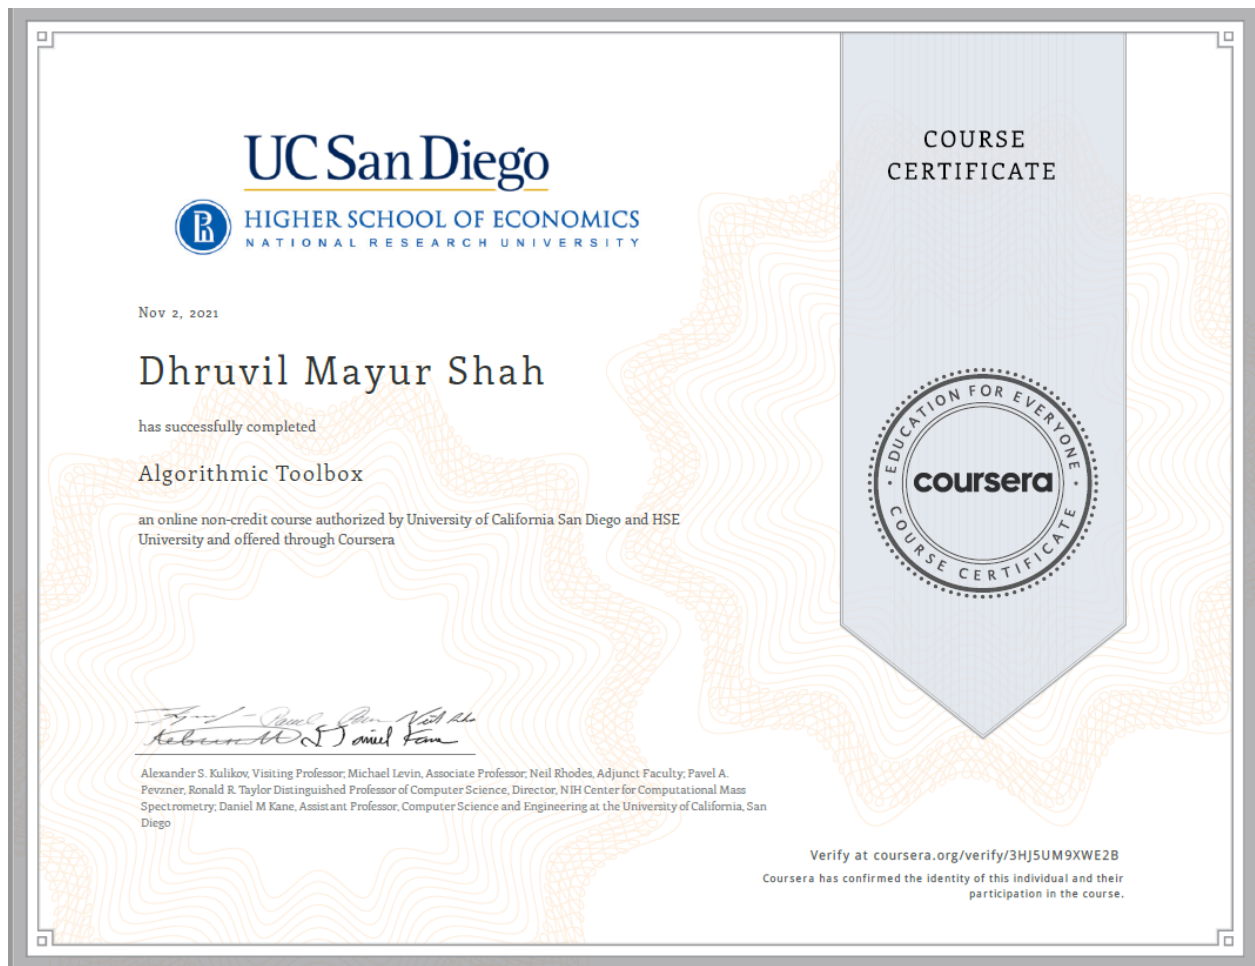 UC San Diego
HIGHER SCHOOL OF ECONOMICS
NATIONAL RESEARCH UNIVERSITY
Nov 2, 2021
Dhruvil Mayur Shah
has successfully completed
Algorithmic Toolbox
an online non-credit course authorized by University of California San Diego and HSE
University and offered through Coursera
Alexander S. Kulikov, Visiting Professor; Michael Levin, Associate Professor; Neil Rhodes, Adjunct Faculty; Pavel A.
Pevzner, Ronald R. Taylor Distinguished Professor of Computer Science, Director, NIH Center for Computational Mass
Spectrometry; Daniel M Kane, Assistant Professor, Computer Science and Engineering at the University of California, San
Diego
COURSE
CERTIFICATE
EDUCATION FOR EVERYONE
coursera
COURSE CERTIFICATE
Verify at coursera.org/verify/3HJ5UM9XWE2B
Coursera has confirmed the identity of this individual and their
participation in the course.